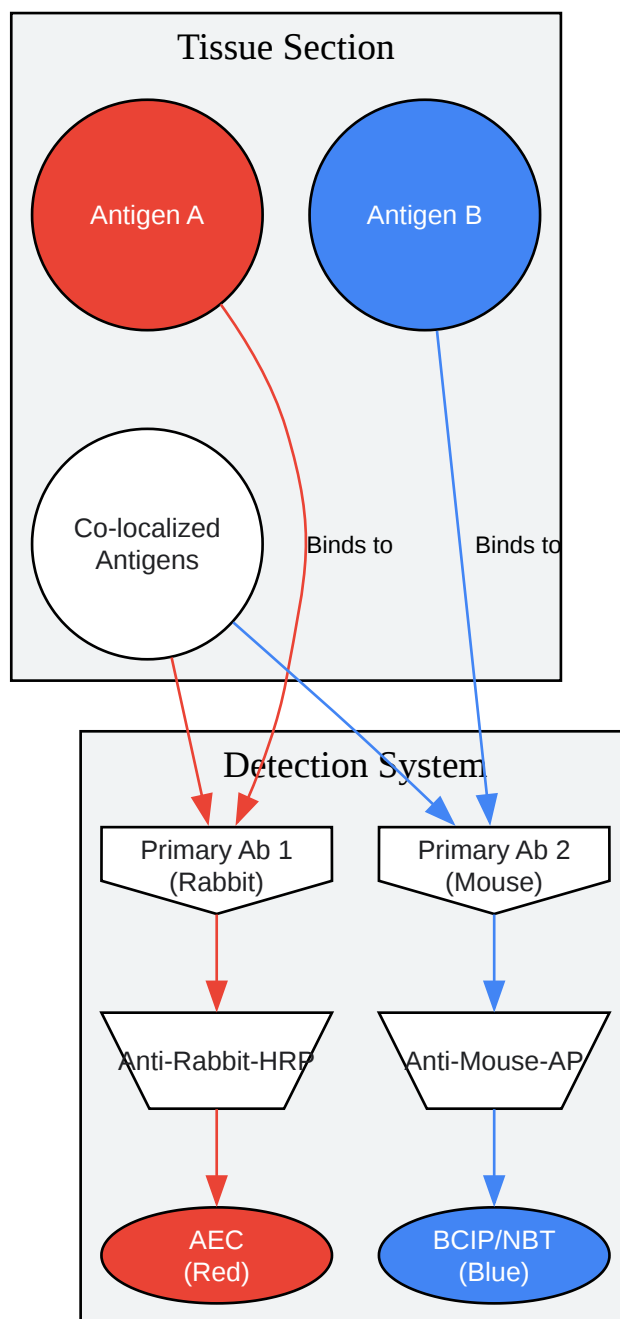 Tissue Section
Antigen A
Antigen B
Co-localized
Antigens
Binds to
Binds to
Detection System
Primary Ab 1
(Rabbit)
Primary Ab 2
(Mouse)
Anti-Rabbit-HRP
Anti-Mouse-AP
AEC
(Red)
BCIP/NBT
(Blue)